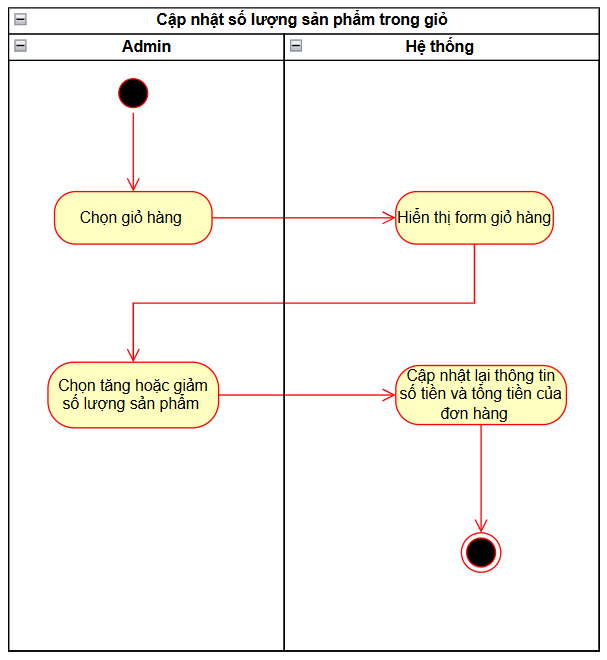 Cập nhật số lượng sản phẩm trong giỏ
Admin
Hệ thống
Chọn giỏ hàng
Hiển thị form giỏ hàng
Chọn tăng hoặc giảm
số lượng sản phẩm
Cập nhật lại thông tin
số tiền và tổng tiền của
đơn hàng